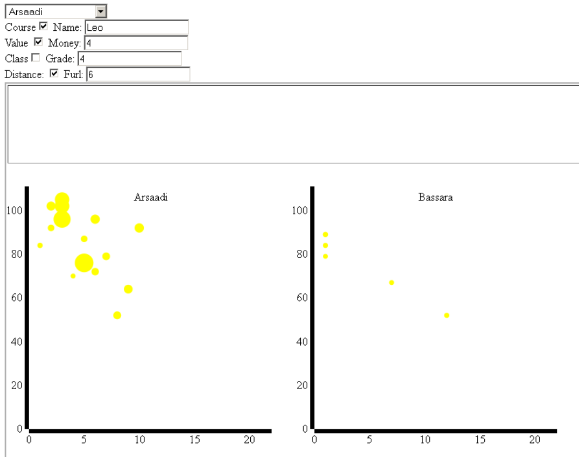 Arsaadi
Course Name: Leo
Value Money: 4
Class Grade: 4
Distance: Furl: 6
Arsaadi
Bassara
100
80
60
40
20
0
0 5 10 15 20
100
80
60
40
20
0
0 5 10 15 20